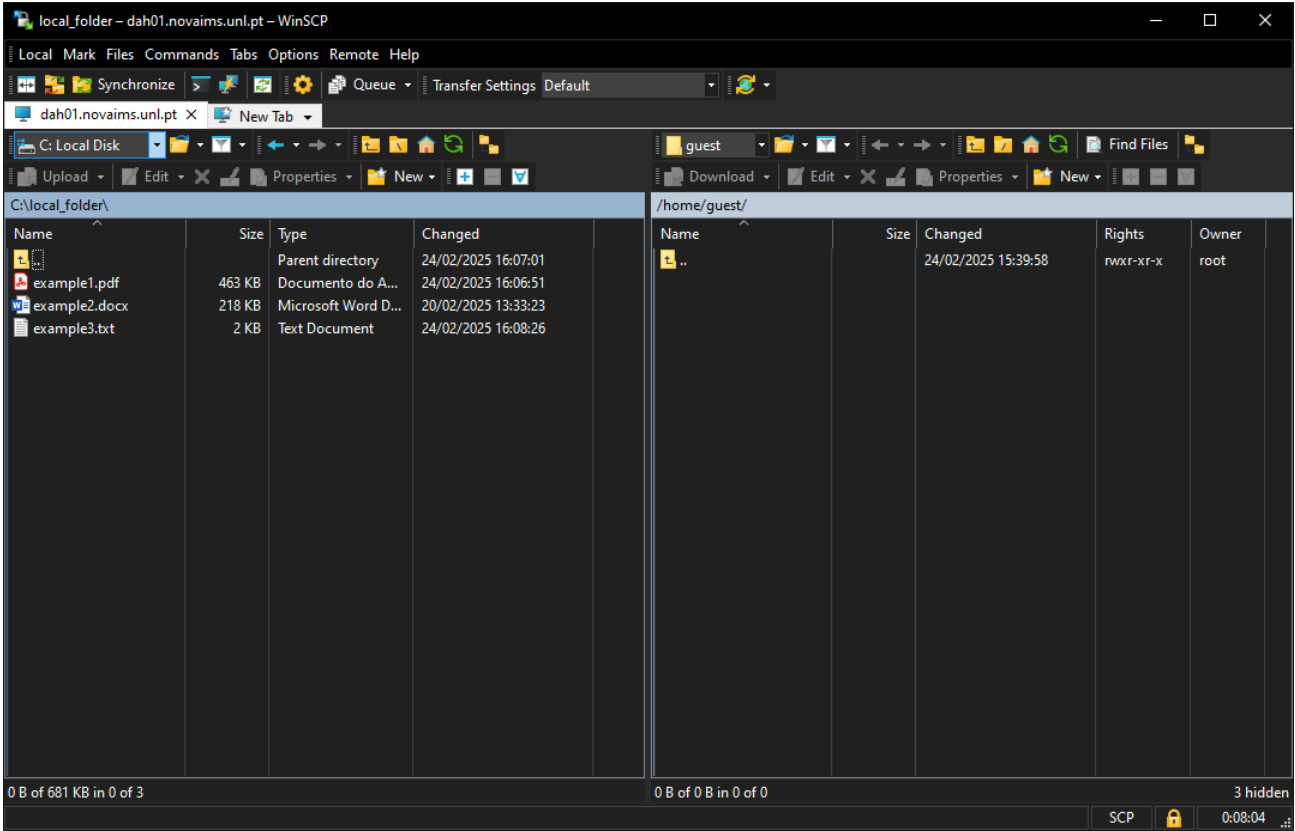 local_folder – dah01.novaims.unl.pt – WinSCP
Local Mark Files Commands Tabs Options Remote Help
Synchronize Queue Transfer Settings Default
dah01.novaims.unl.pt New Tab
C: Local Disk
Upload Edit Properties New
C:\local_folder\
Name Size Type Changed
.. Parent directory 24/02/2025 16:07:01
example1.pdf 463 KB Documento do A... 24/02/2025 16:06:51
example2.docx 218 KB Microsoft Word D... 20/02/2025 13:33:23
example3.txt 2 KB Text Document 24/02/2025 16:08:26
0 B of 681 KB in 0 of 3
guest Find Files
Download Edit Properties New
/home/guest/
Name Size Changed Rights Owner
.. 24/02/2025 15:39:58 rwxr-xr-x root
0 B of 0 B in 0 of 0 3 hidden
SCP 0:08:04